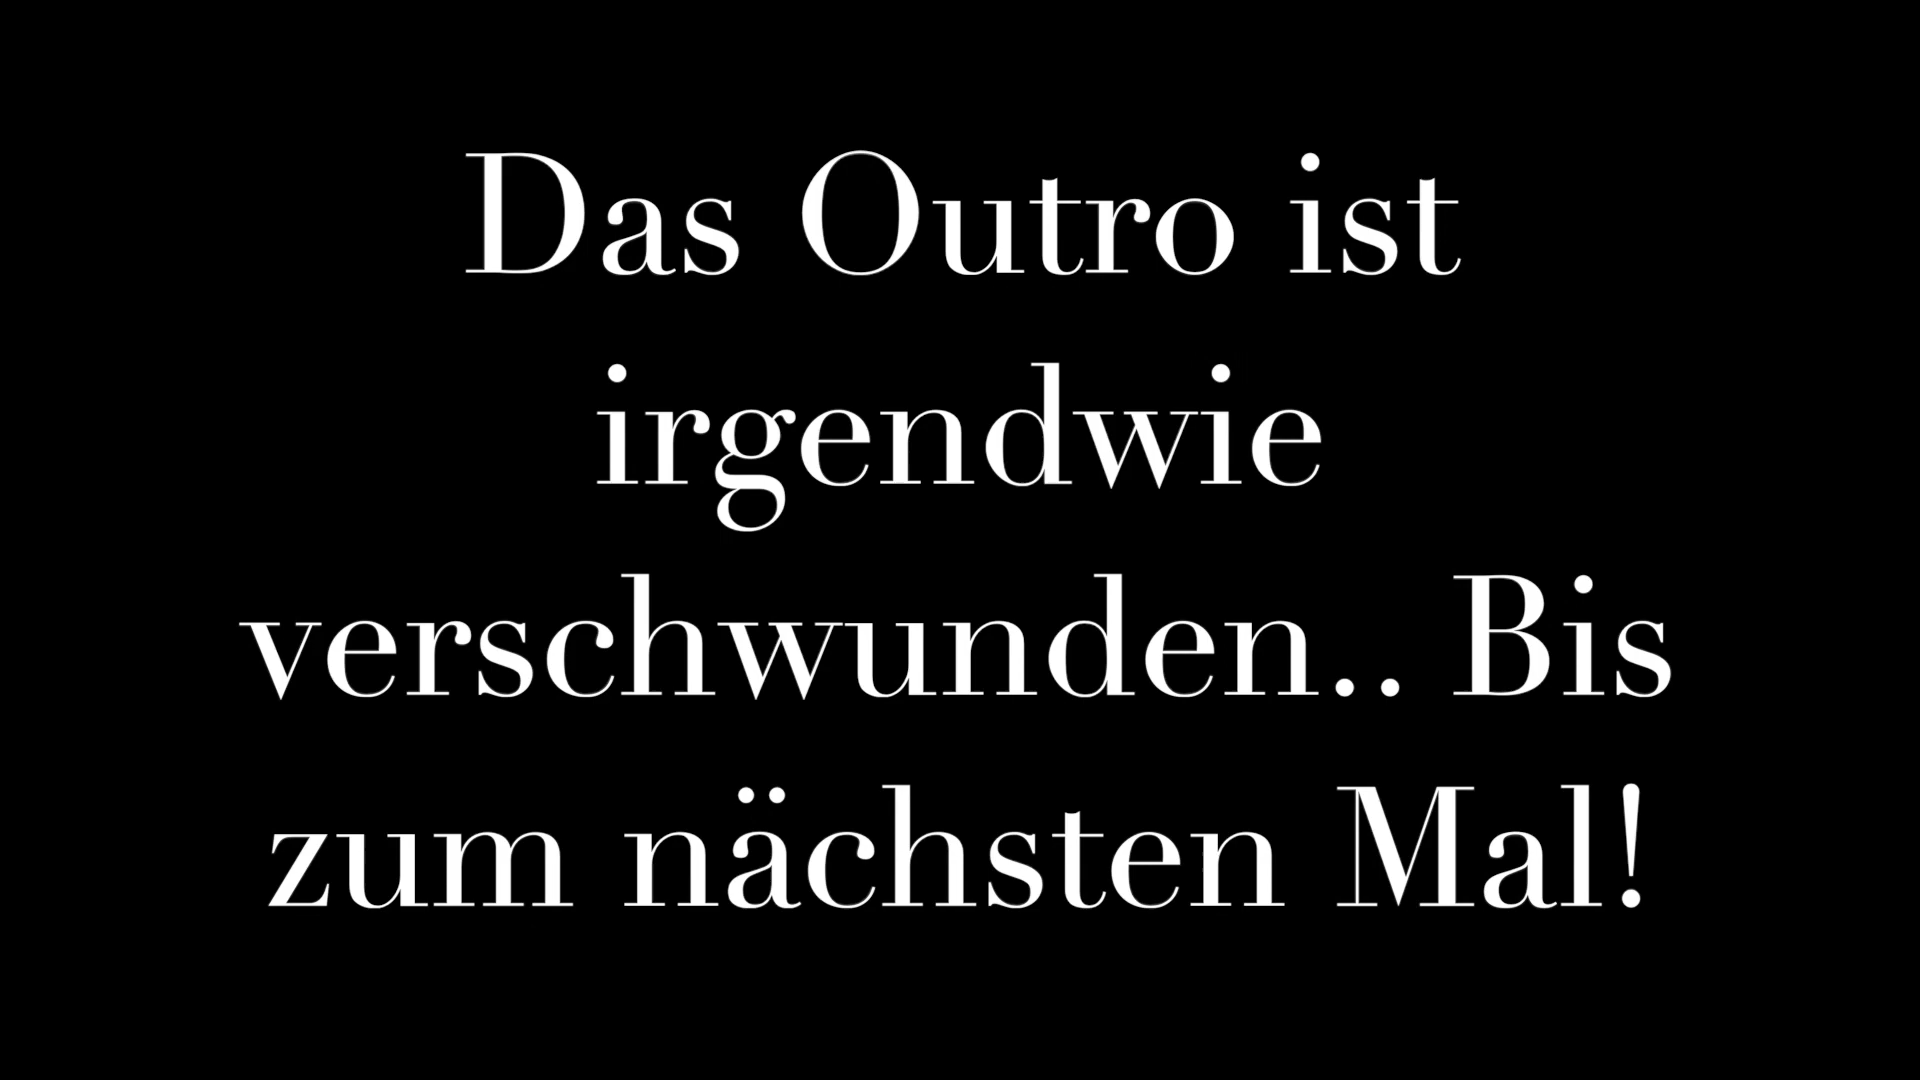 Das Outro ist
irgendwie
verschwunden.. Bis
zum nächsten Mal!